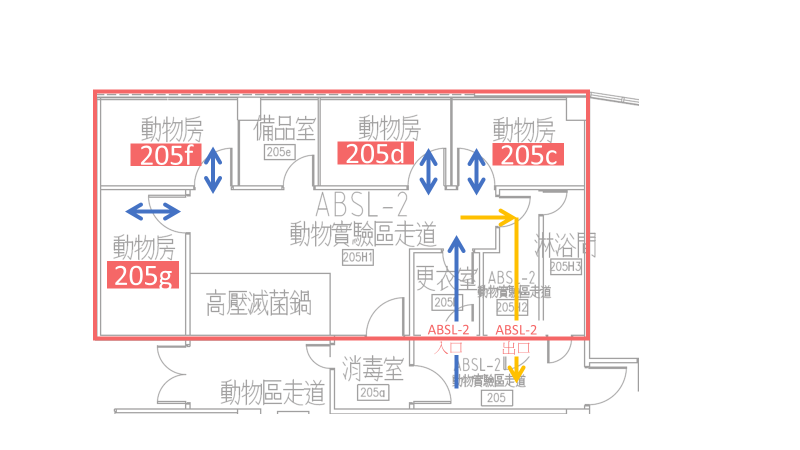 動物房
205f
備品室
205e
動物房
205d
動物房
205c
ABSL-2
動物實驗區走道
205H1
動物房
205g
高壓滅菌鍋
更衣室
淋浴間
205H3
ABSL-2
動物實驗區走道
205H2
ABSL-2
入口
ABSL-2
出口
消毒室
205a
動物區走道
ABSL-2
動物實驗區走道
205